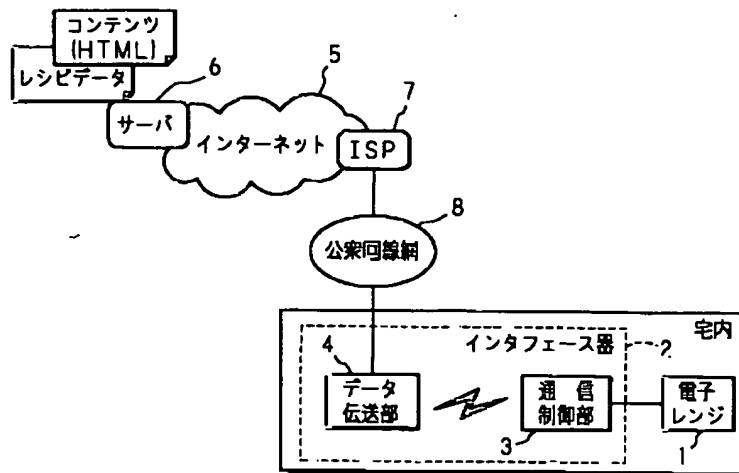 コンテンツ
(HTML)
レシピデータ
6
5
7
サーバ
インターネット
ISP
8
公衆回線網
宅内
インタフェース器
2
4
データ
伝送部
通信
制御部
3
電子
レンジ
1